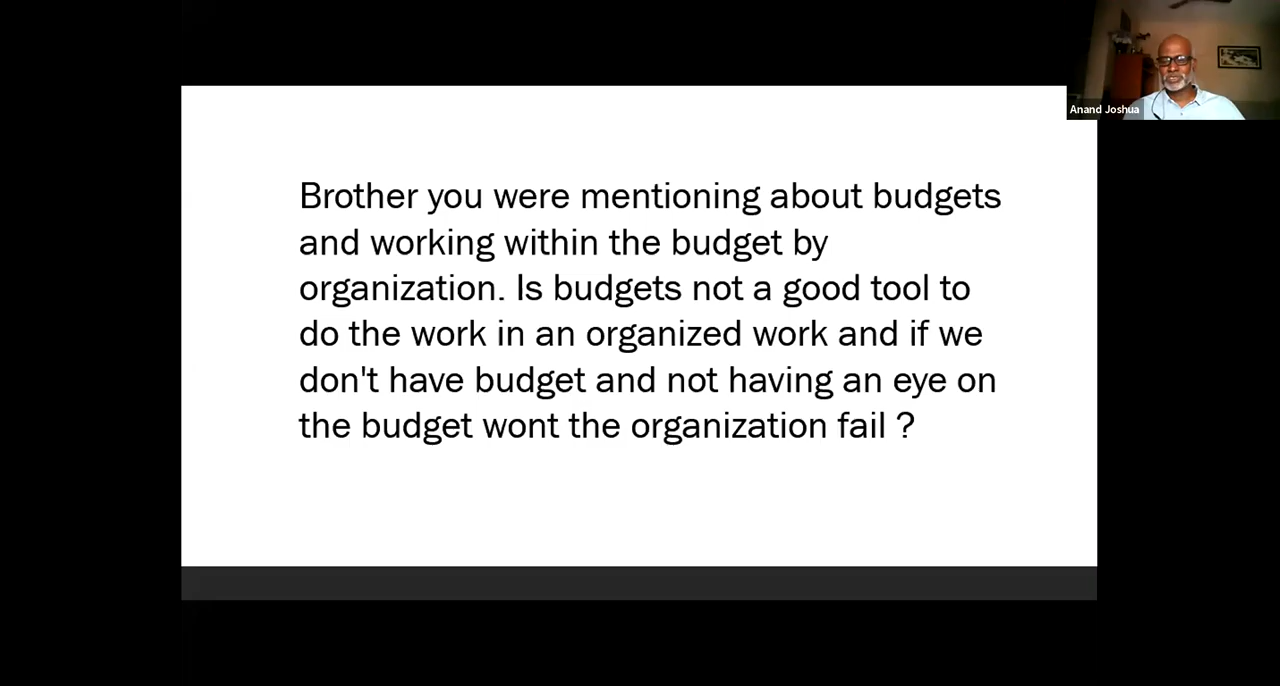 Anand Joshua
Brother you were mentioning about budgets
and working within the budget by
organization. Is budgets not a good tool to
do the work in an organized work and if we
don't have budget and not having an eye on
the budget wont the organization fail ?